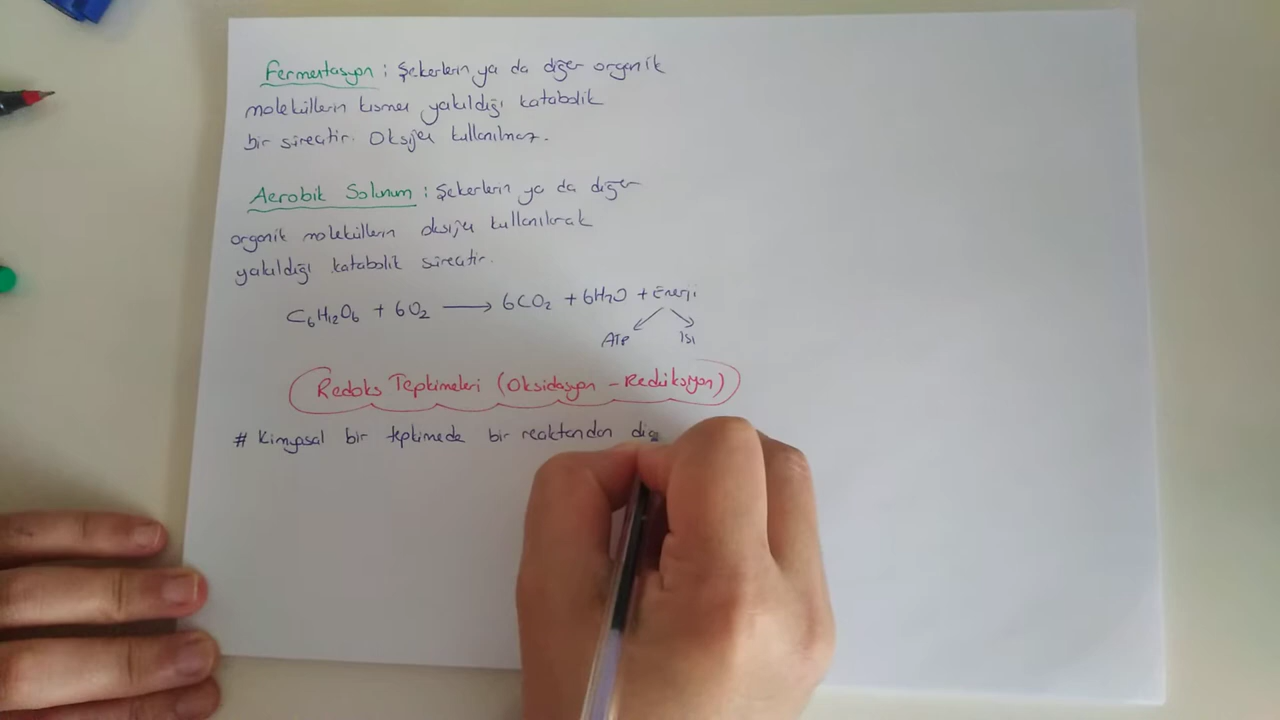 Fermentasyon : Şekerlerin ya da diğer organik
moleküllerin kısmen yakıldığı katabolik
bir süreçtir. Oksijen kullanılmaz.
Aerobik Solunum : Şekerlerin ya da diğer
organik moleküllerin oksijen kullanılarak
yakıldığı katabolik süreçtir.
C₆H₁₂O₆ + 6O₂ → 6CO₂ + 6H₂O + Enerji
ATP Isı
Redoks Tepkimeleri (Oksidasyon - Redüksiyon)
# Kimyasal bir tepkimede bir reaktandan